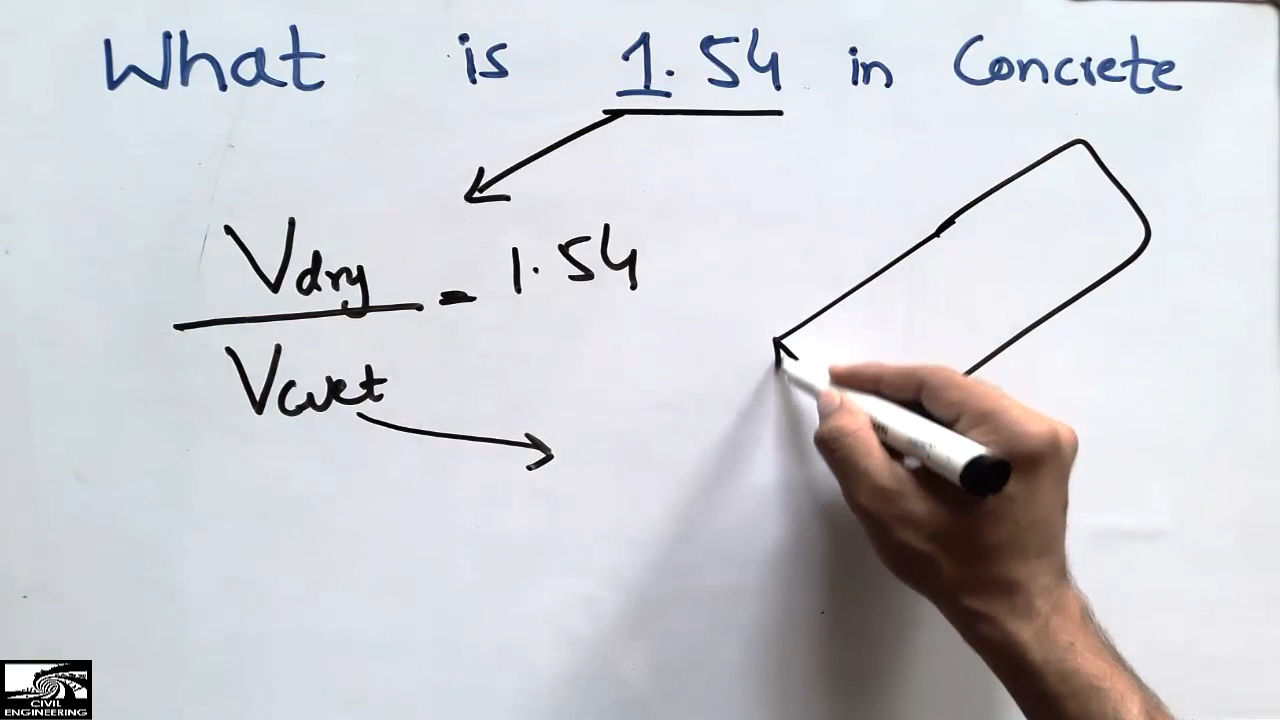 What is 1.54 in Concrete
Vdry
= 1.54
Vwet
CIVIL
ENGINEERING